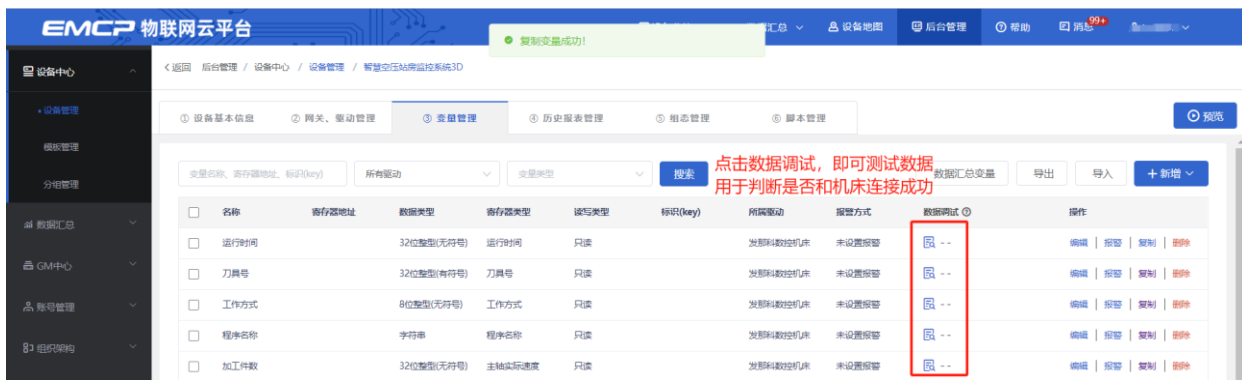 EMCP 物联网云平台
复制变量成功!
汇总
设备地图
后台管理
帮助
消息
99+
设备中心
设备管理
模板管理
分组管理
数据汇总
GM中心
账号管理
组织架构
<返回 后台管理 / 设备中心 / 设备管理 / 智慧空压站房监控系统3D
① 设备基本信息 ② 网关、驱动管理 ③ 变量管理 ④ 历史报表管理 ⑤ 组态管理 ⑥ 脚本管理
预览
变量名称、寄存器地址、标识(key) 所有驱动 变量类型 搜索
点击数据调试，即可测试数据
用于判断是否和机床连接成功
数据汇总变量 导出 导入 +新增
名称 寄存器地址 数据类型 寄存器类型 读写类型 标识(key) 所属驱动 报警方式 数据调试 操作
运行时间 32位整型(无符号) 运行时间 只读 发那科数控机床 未设置报警 -- 编辑 | 报警 | 复制 | 删除
刀具号 32位整型(有符号) 刀具号 只读 发那科数控机床 未设置报警 -- 编辑 | 报警 | 复制 | 删除
工作方式 8位整型(无符号) 工作方式 只读 发那科数控机床 未设置报警 -- 编辑 | 报警 | 复制 | 删除
程序名称 字符串 程序名称 只读 发那科数控机床 未设置报警 -- 编辑 | 报警 | 复制 | 删除
加工件数 32位整型(无符号) 主轴实际速度 只读 发那科数控机床 未设置报警 -- 编辑 | 报警 | 复制 | 删除